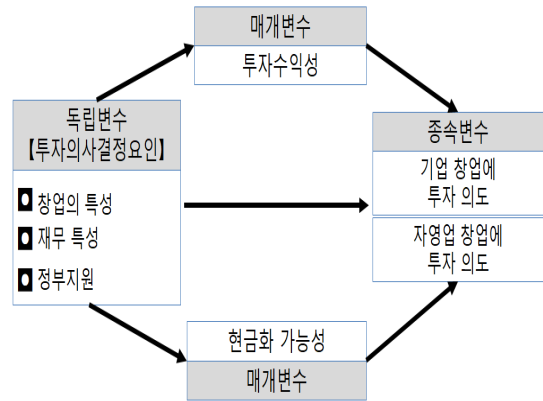 매개변수
투자수익성
독립변수
【투자의사결정요인】
창업의 특성
재무 특성
정부지원
종속변수
기업 창업에
투자 의도
자영업 창업에
투자 의도
현금화 가능성
매개변수